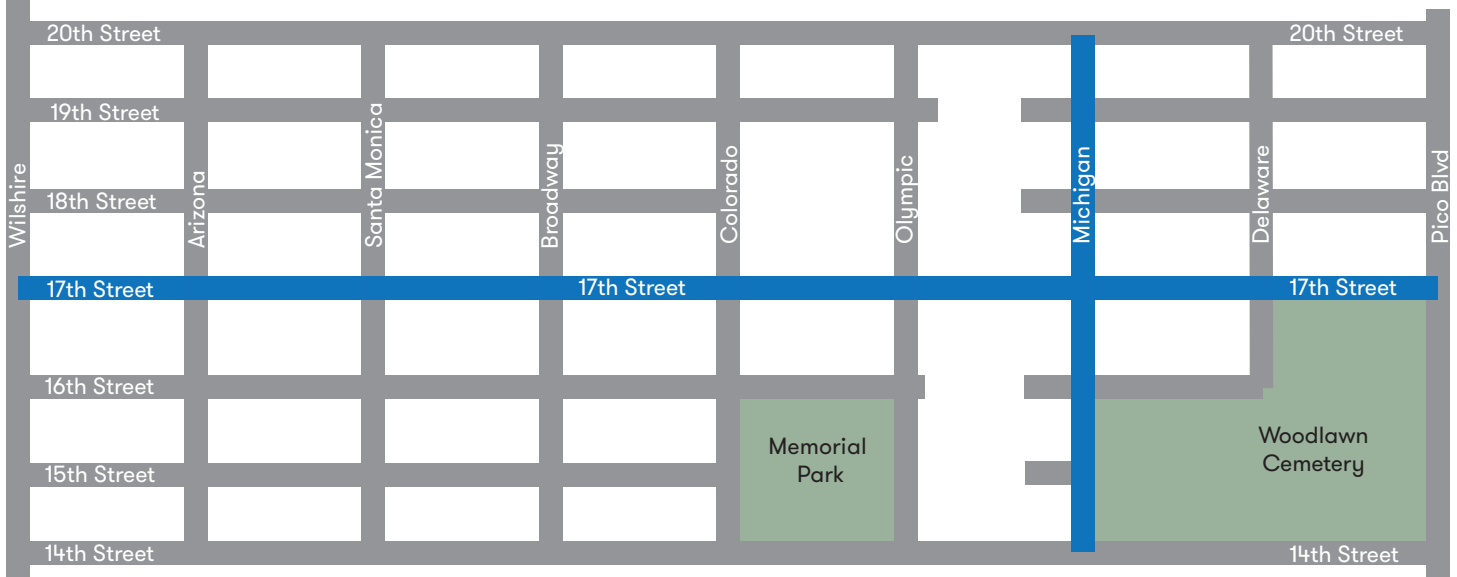 20th Street
20th Street
19th Street
Wilshire
Arizona
Santa Monica
Broadway
Colorado
Olympic
Michigan
Delaware
Pico Blvd
18th Street
17th Street
17th Street
17th Street
16th Street
Memorial
Park
Woodlawn
Cemetery
15th Street
14th Street
14th Street